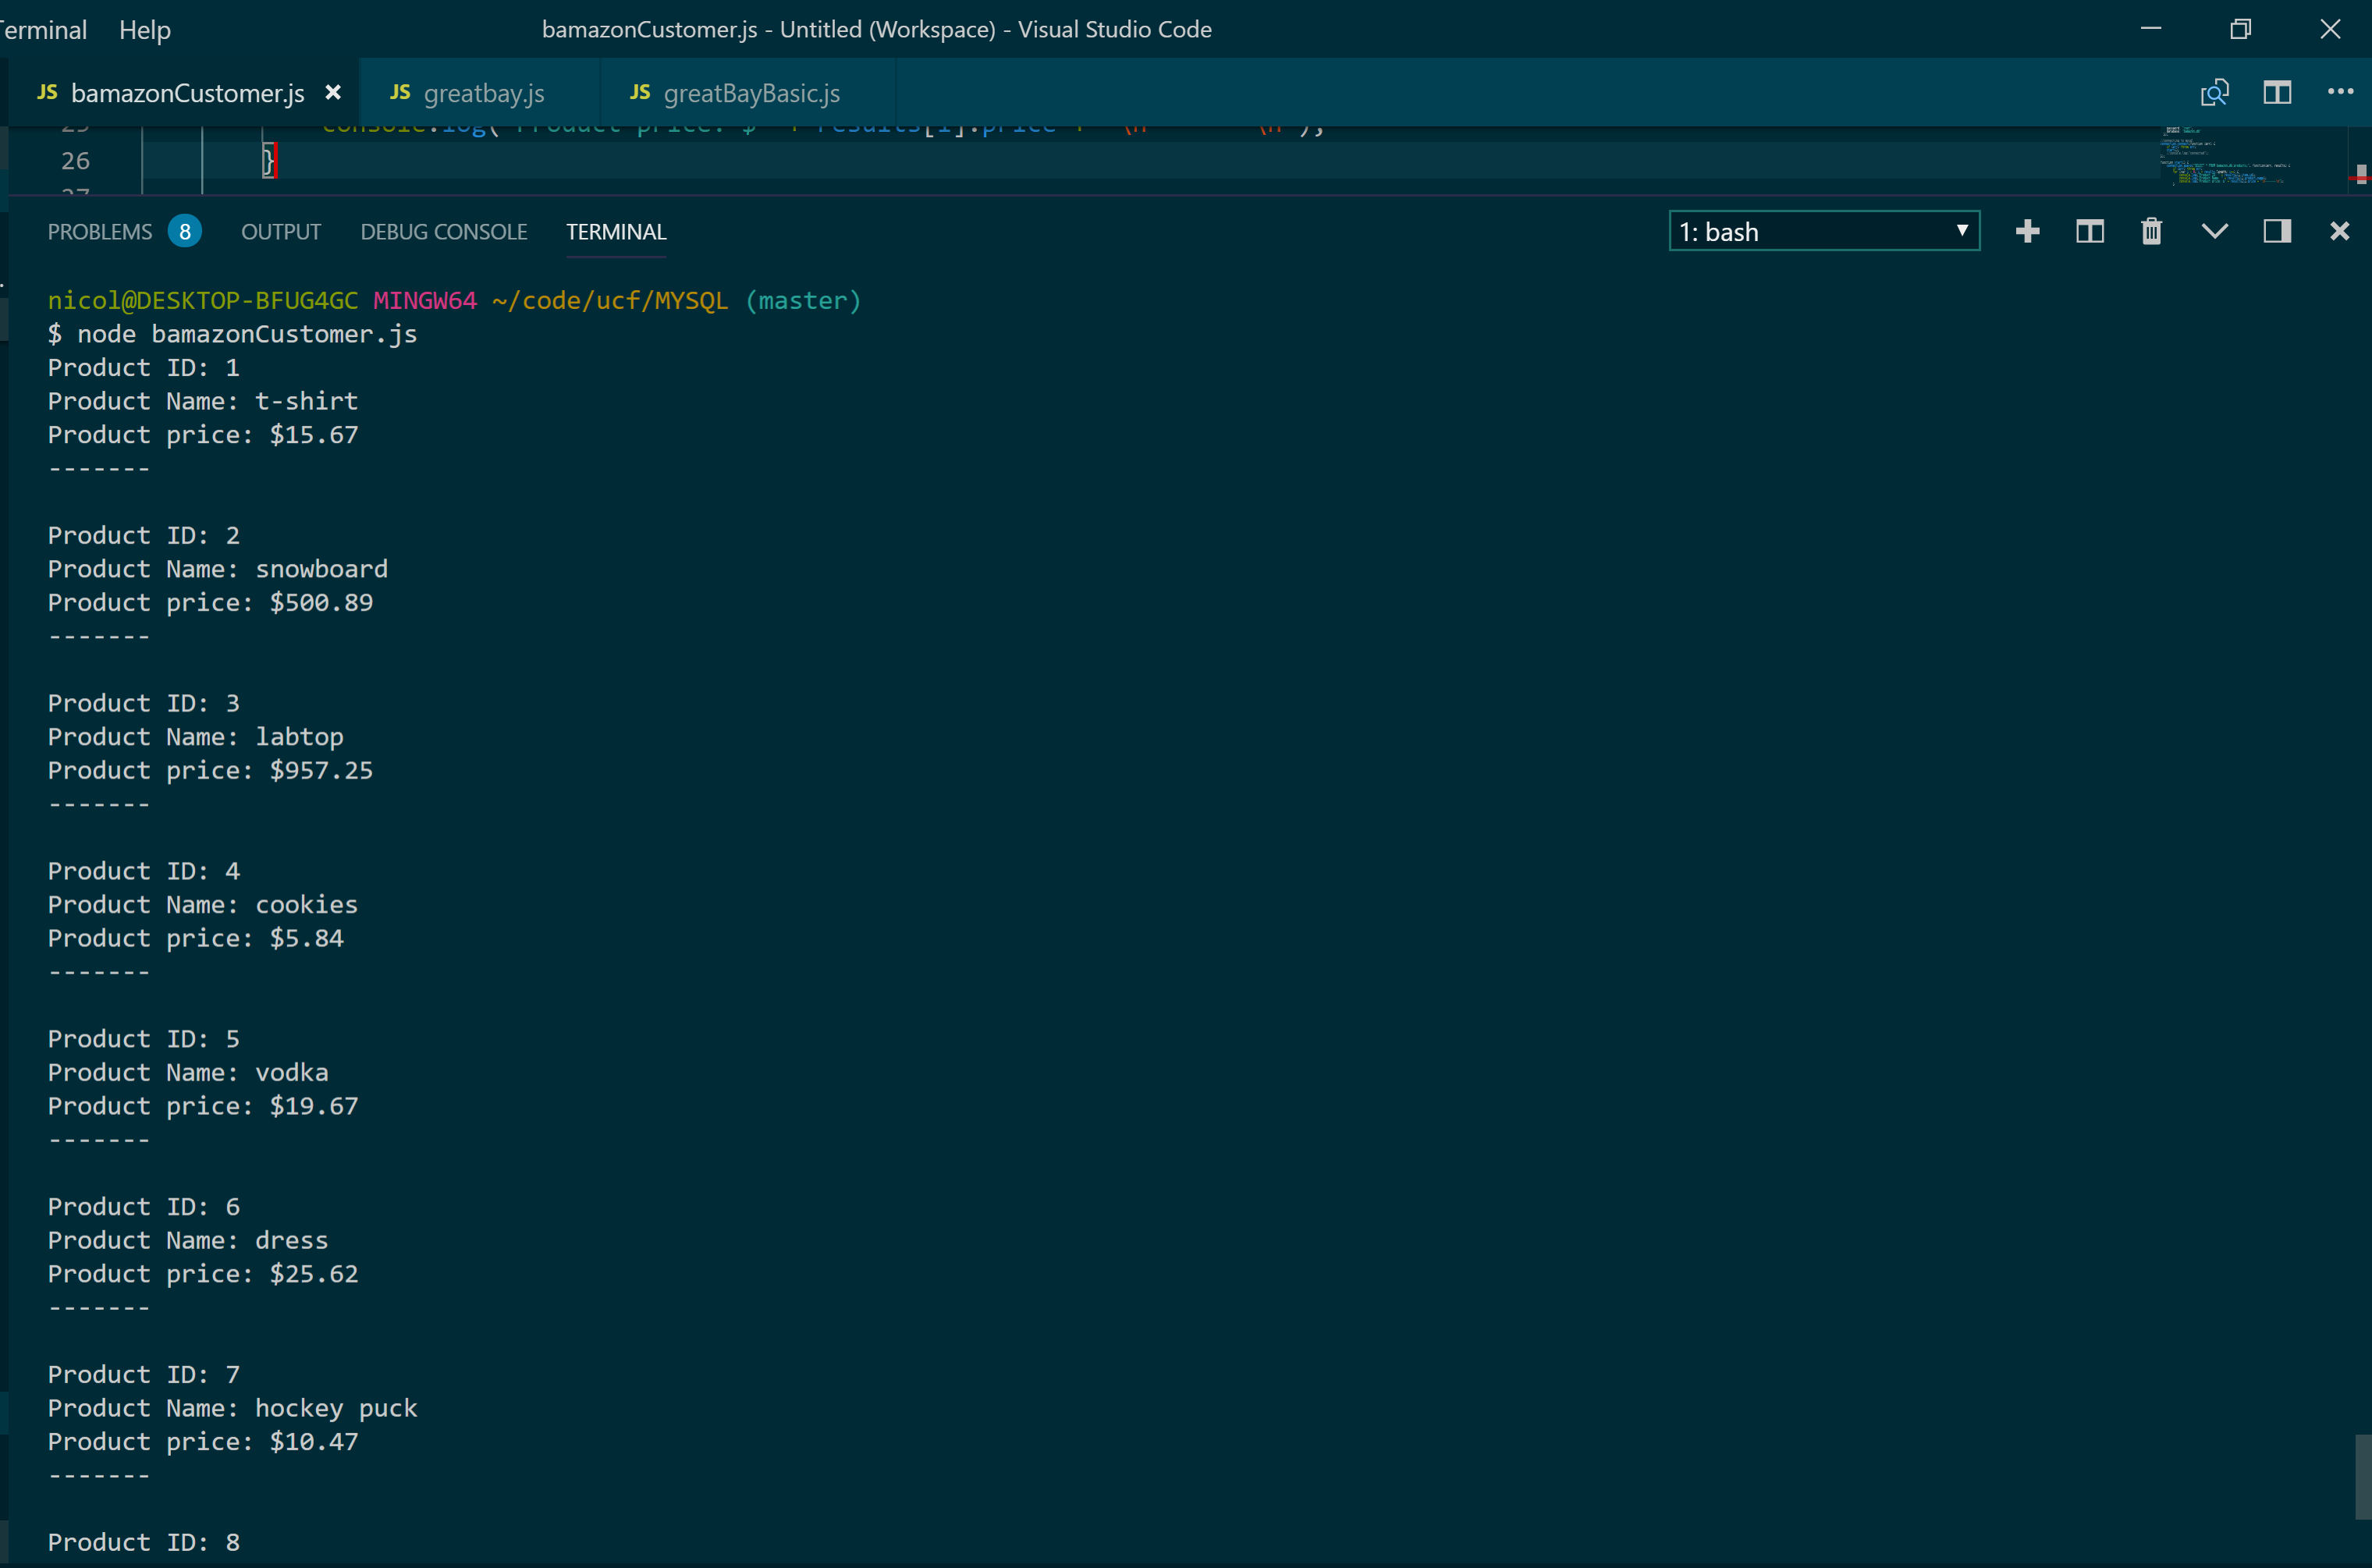 Terminal Help bamazonCustomer.js - Untitled (Workspace) - Visual Studio Code
JS bamazonCustomer.js JS greatbay.js JS greatBayBasic.js
25 console.log("Product price: $" + results[i].price + "\n-------\n");
26 }
27
PROBLEMS 8 OUTPUT DEBUG CONSOLE TERMINAL 1: bash
nicol@DESKTOP-BFUG4GC MINGW64 ~/code/ucf/MYSQL (master)
$ node bamazonCustomer.js
Product ID: 1
Product Name: t-shirt
Product price: $15.67
-------
Product ID: 2
Product Name: snowboard
Product price: $500.89
-------
Product ID: 3
Product Name: labtop
Product price: $957.25
-------
Product ID: 4
Product Name: cookies
Product price: $5.84
-------
Product ID: 5
Product Name: vodka
Product price: $19.67
-------
Product ID: 6
Product Name: dress
Product price: $25.62
-------
Product ID: 7
Product Name: hockey puck
Product price: $10.47
-------
Product ID: 8